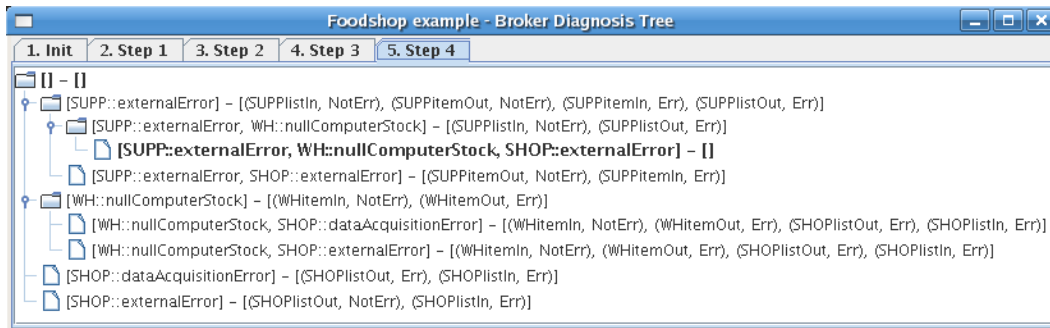 Foodshop example - Broker Diagnosis Tree
1. Init 2. Step 1 3. Step 2 4. Step 3 5. Step 4
[] - []
[SUPP::externalError] - [(SUPPlistIn, NotErr), (SUPPitemOut, NotErr), (SUPPitemIn, Err), (SUPPlistOut, Err)]
[SUPP::externalError, WH::nullComputerStock] - [(SUPPlistIn, NotErr), (SUPPlistOut, Err)]
[SUPP::externalError, WH::nullComputerStock, SHOP::externalError] - []
[SUPP::externalError, SHOP::externalError] - [(SUPPitemOut, NotErr), (SUPPitemIn, Err)]
[WH::nullComputerStock] - [(WHitemIn, NotErr), (WHitemOut, Err)]
[WH::nullComputerStock, SHOP::dataAcquisitionError] - [(WHitemIn, NotErr), (WHitemOut, Err), (SHOPlistOut, Err), (SHOPlistIn, Err)]
[WH::nullComputerStock, SHOP::externalError] - [(WHitemIn, NotErr), (WHitemOut, Err), (SHOPlistOut, Err), (SHOPlistIn, Err)]
[SHOP::dataAcquisitionError] - [(SHOPlistOut, Err), (SHOPlistIn, Err)]
[SHOP::externalError] - [(SHOPlistOut, NotErr), (SHOPlistIn, Err)]